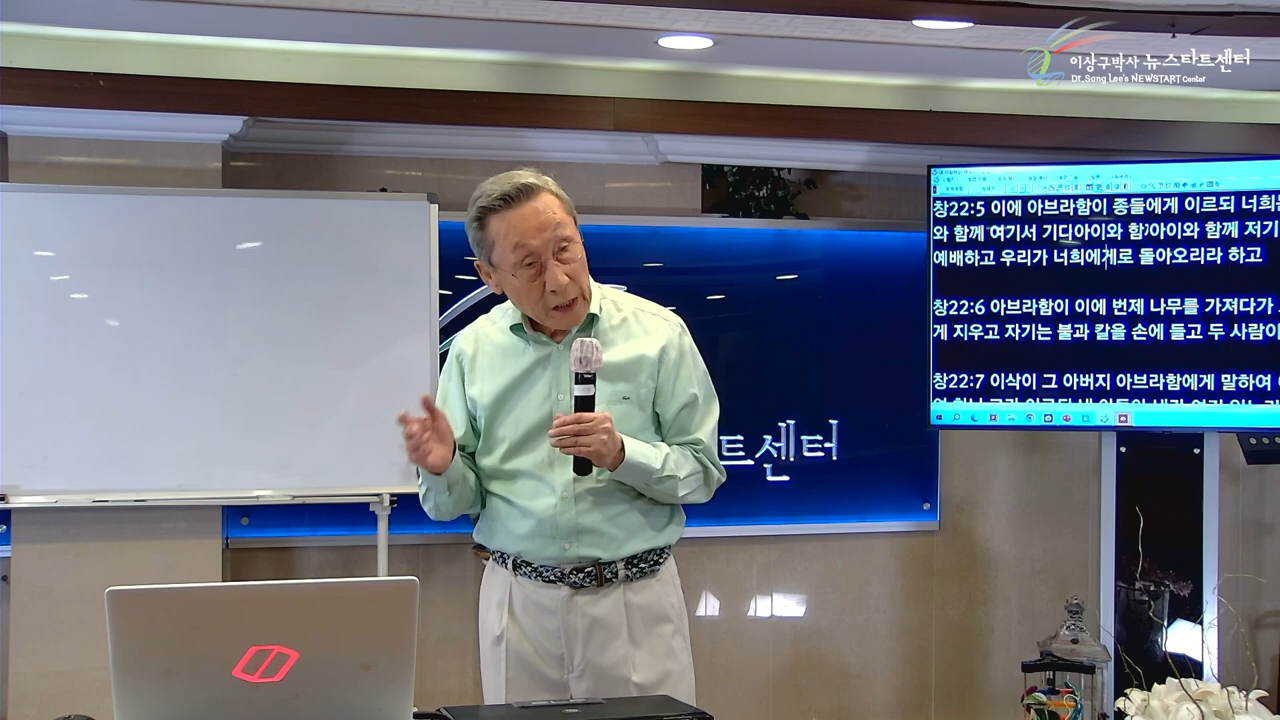 이상구박사 뉴스타트센터
Dr. Sang Lee's NEWSTART Center
창22:5 이에 아브라함이 종들에게 이르되 너희는
와 함께 여기서 기다아이와 함)아이와 함께 저기
예배하고 우리가 너희에게로 돌아오리라 하고
창22:6 아브라함이 이에 번제 나무를 가져다가
게 지우고 자기는 불과 칼을 손에 들고 두 사람이
창22:7 이삭이 그 아버지 아브라함에게 말하여
트센터